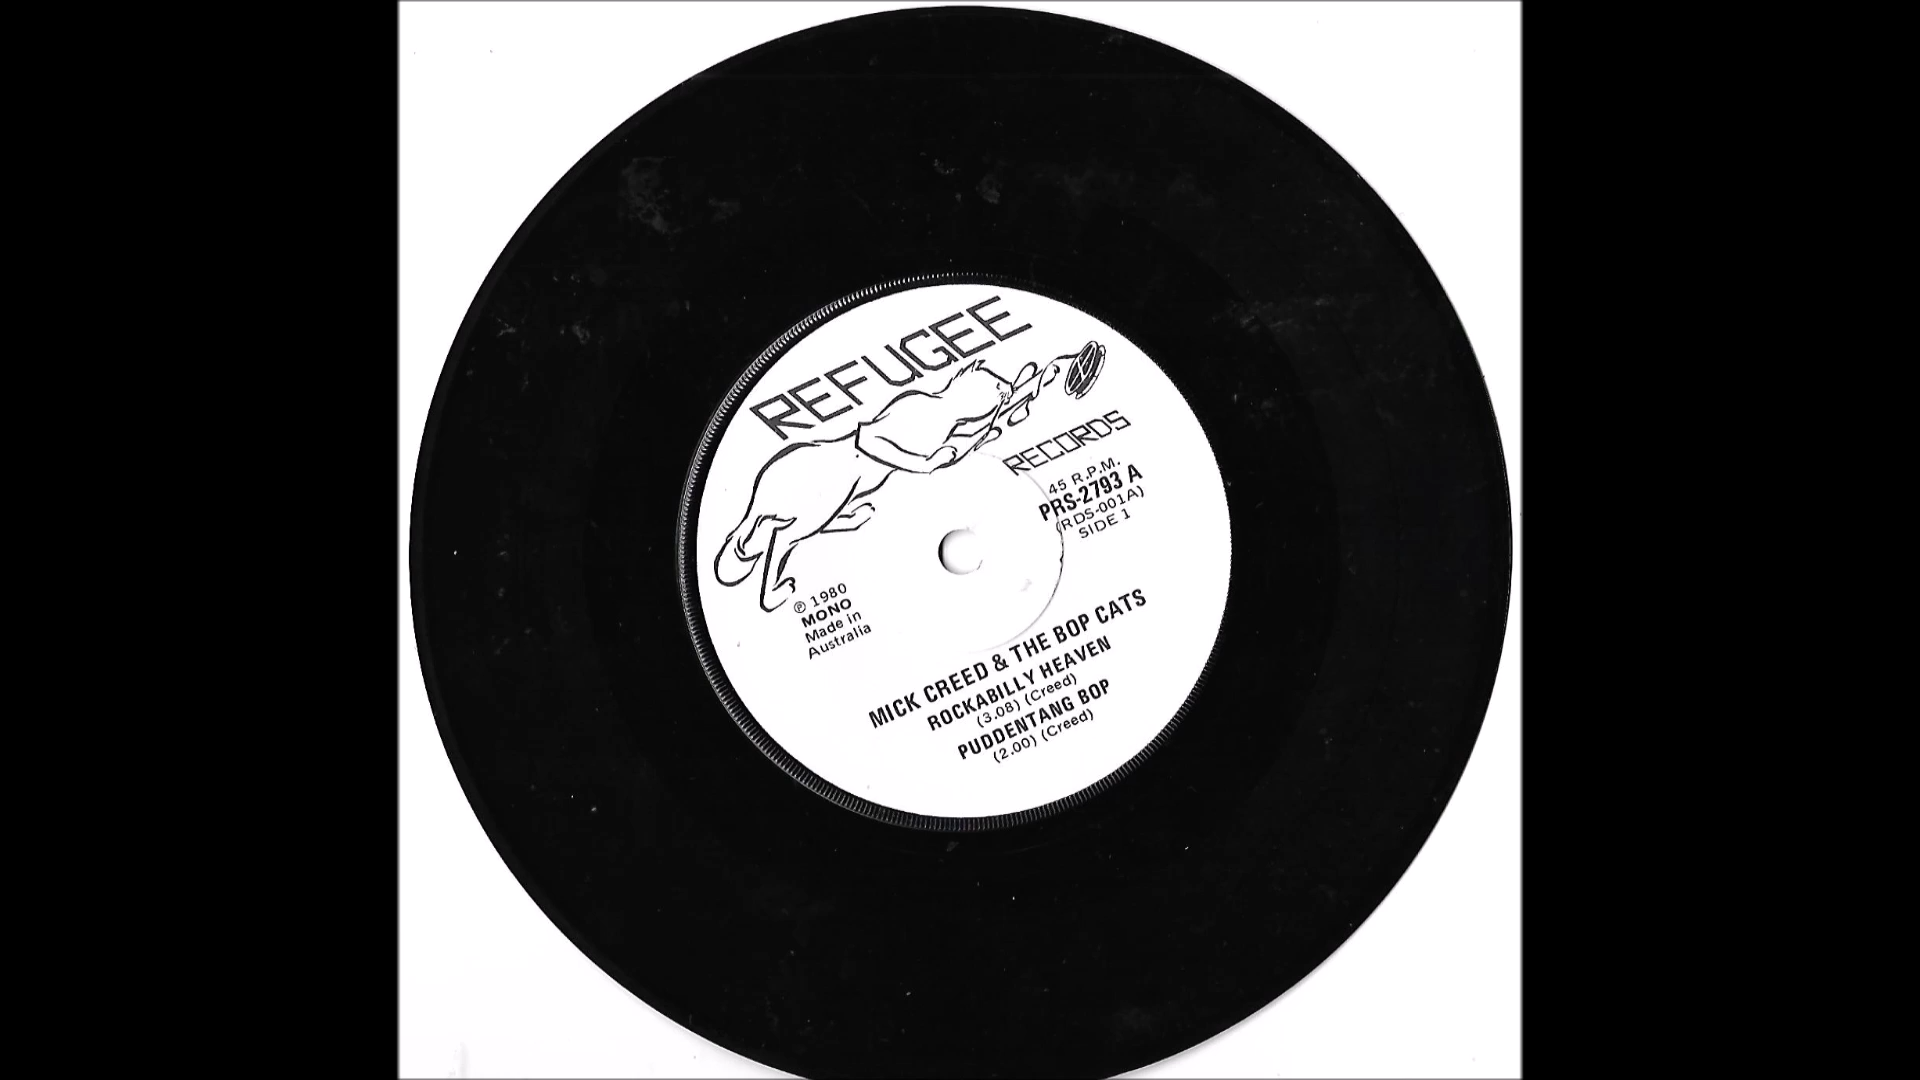 REFUGEE
RECORDS
45 R.P.M.
PRS-2793 A
(RDS-001A)
SIDE 1
℗ 1980
MONO
Made in
Australia
MICK CREED & THE BOP CATS
ROCKABILLY HEAVEN
(3.08) (Creed)
PUDDENTANG BOP
(2.00) (Creed)